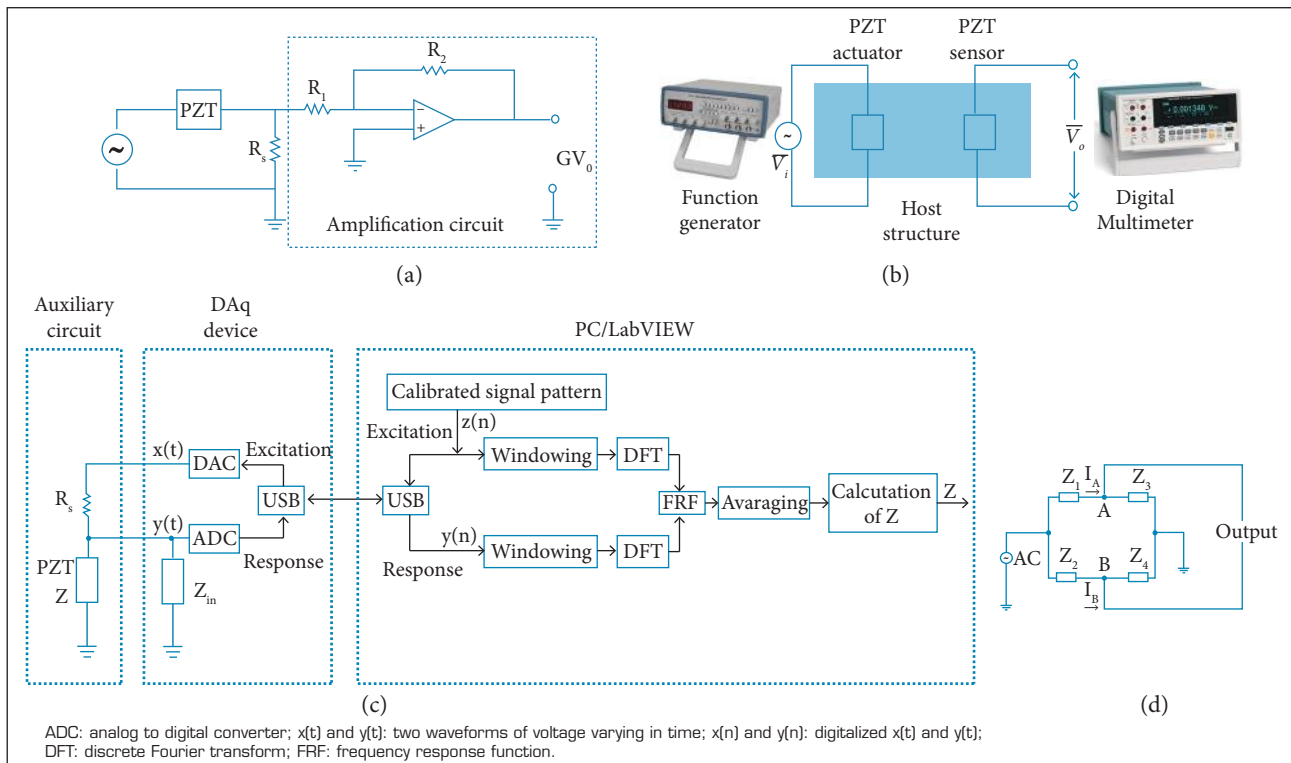 PZT
R1
R2
Rs
−
+
~
GV0
Amplification circuit
(a)
PZT
actuator
PZT
sensor
~
V̅i
V̅o
Function
generator
Host
structure
Digital
Multimeter
(b)
Auxiliary
circuit
DAq
device
PC/LabVIEW
Calibrated signal pattern
z(n)
Excitation
x(t)
DAC
Excitation
Windowing
DFT
Rs
USB
USB
FRF
Avaraging
Calcutation
of Z
Z
y(t)
ADC
Response
y(n)
Response
Windowing
DFT
PZT
Z
Zin
(c)
Z1
IA
Z3
A
Output
~
AC
Z2
B
Z4
IB
(d)
ADC: analog to digital converter; x(t) and y(t): two waveforms of voltage varying in time; x(n) and y(n): digitalized x(t) and y(t);
DFT: discrete Fourier transform; FRF: frequency response function.